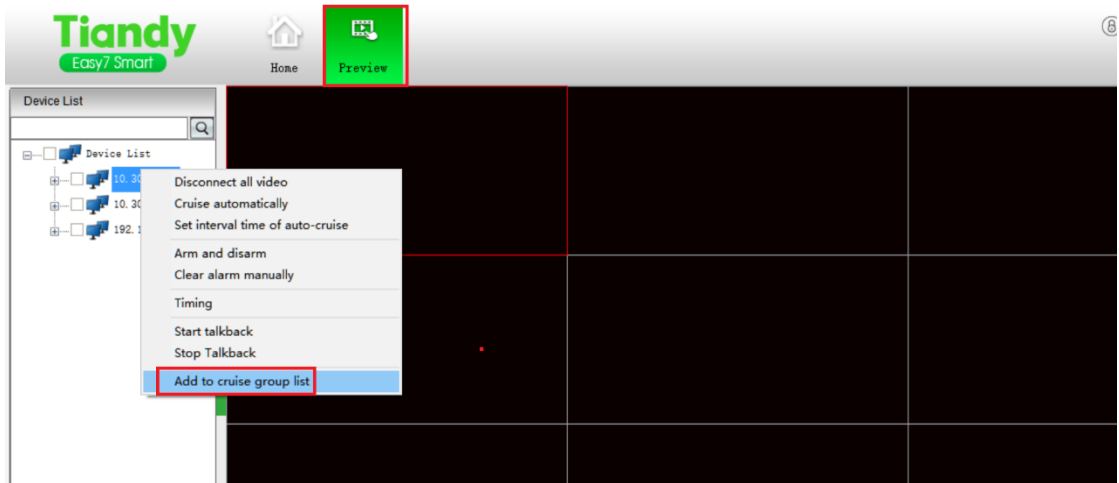 Tiandy
Easy7 Smart
Home
Preview
Device List
Device List
10.30
10.30
192.1
Disconnect all video
Cruise automatically
Set interval time of auto-cruise
Arm and disarm
Clear alarm manually
Timing
Start talkback
Stop Talkback
Add to cruise group list